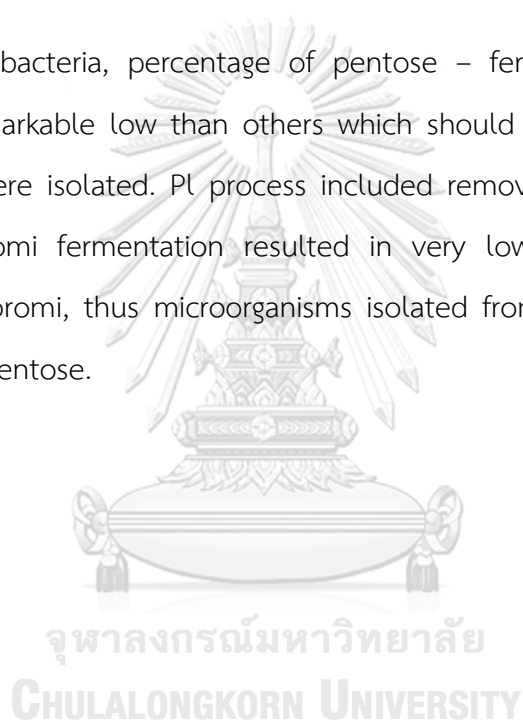 bacteria, percentage of pentose – fer
arkable low than others which should
ere isolated. Pl process included remov
omi fermentation resulted in very low
oromi, thus microorganisms isolated from
entose.
จุฬาลงกรณ์มหาวิทยาลัย
CHULALONGKORN UNIVERSITY